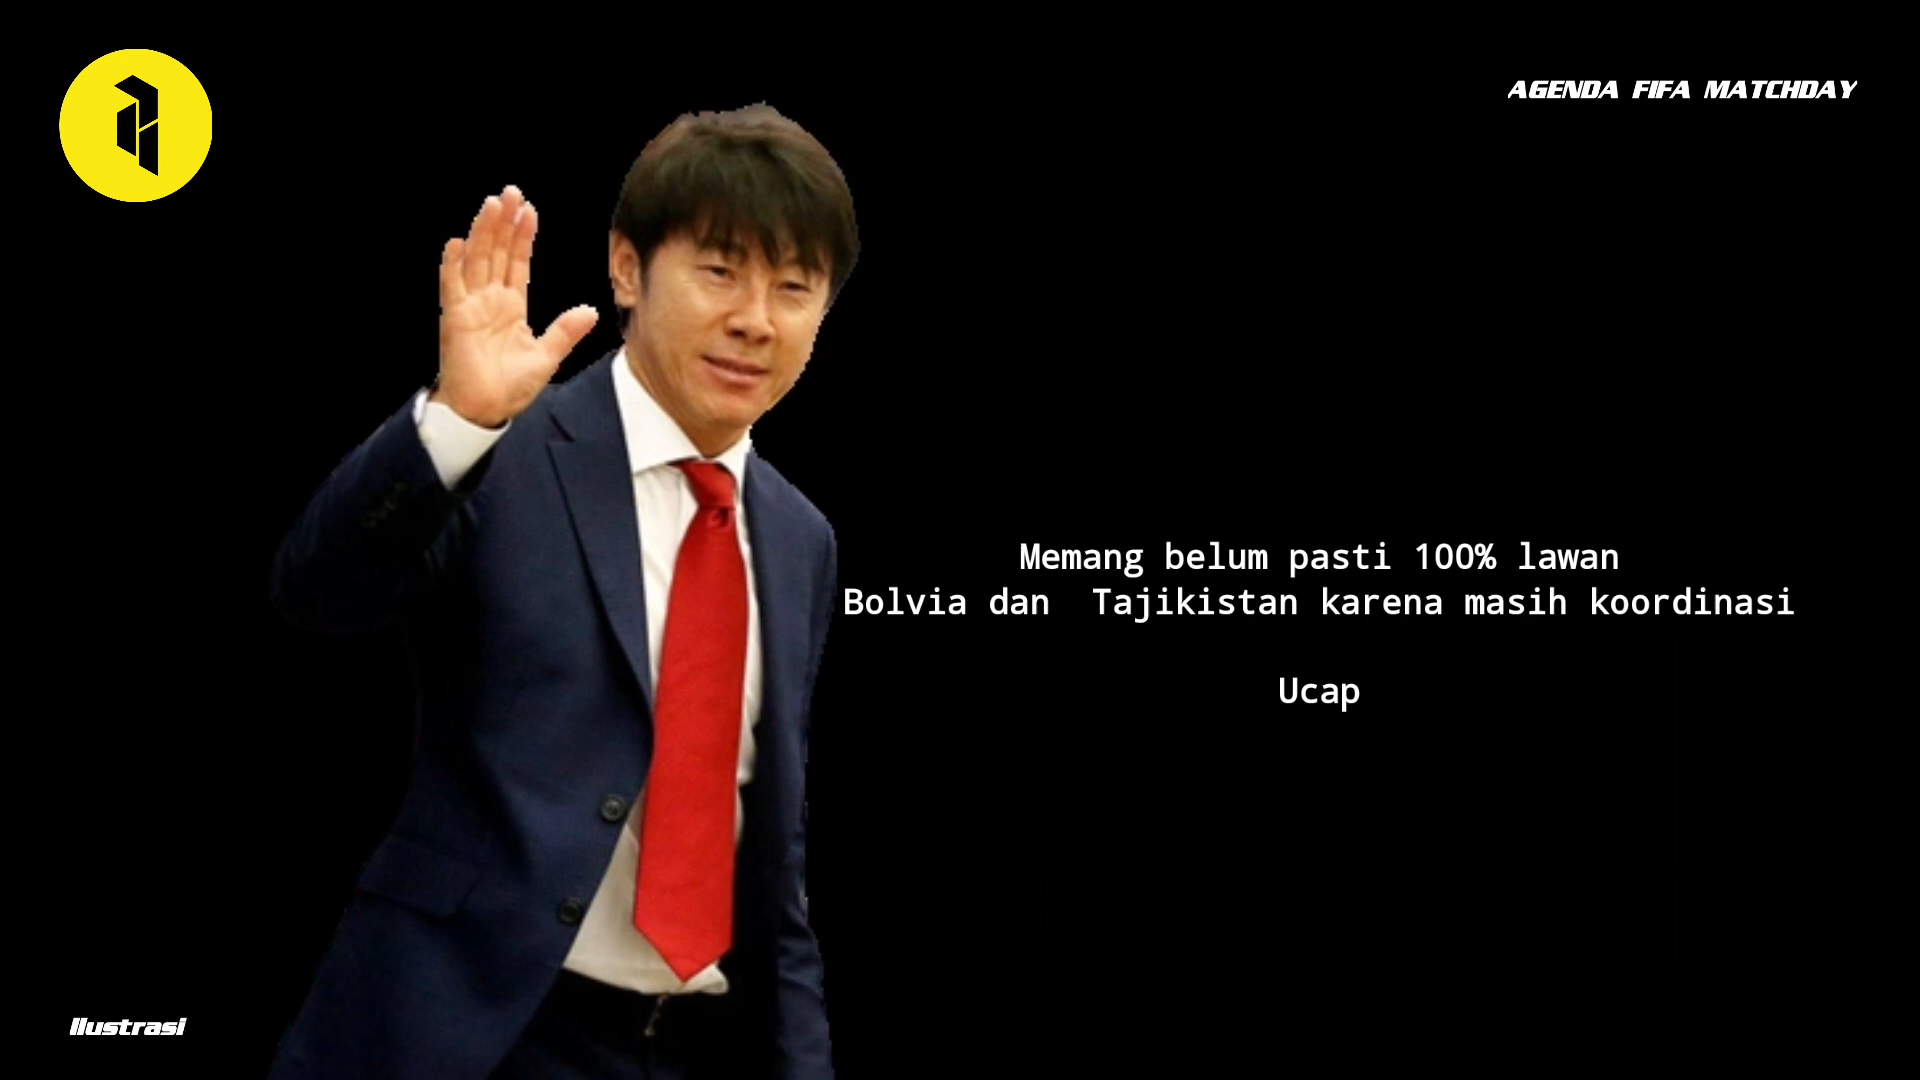 AGENDA FIFA MATCHDAY
Memang belum pasti 100% lawan
Bolvia dan  Tajikistan karena masih koordinasi
Ucap
Ilustrasi